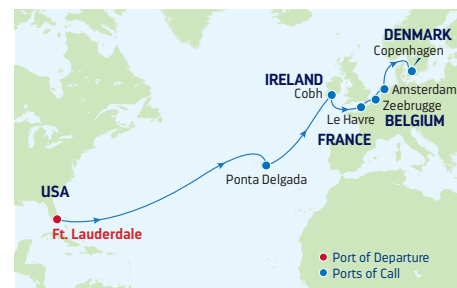 DENMARK
Copenhagen
IRELAND
Cobh
Amsterdam
Zeebrugge
Le Havre
BELGIUM
FRANCE
Ponta Delgada
USA
Ft. Lauderdale
Port of Departure
Ports of Call